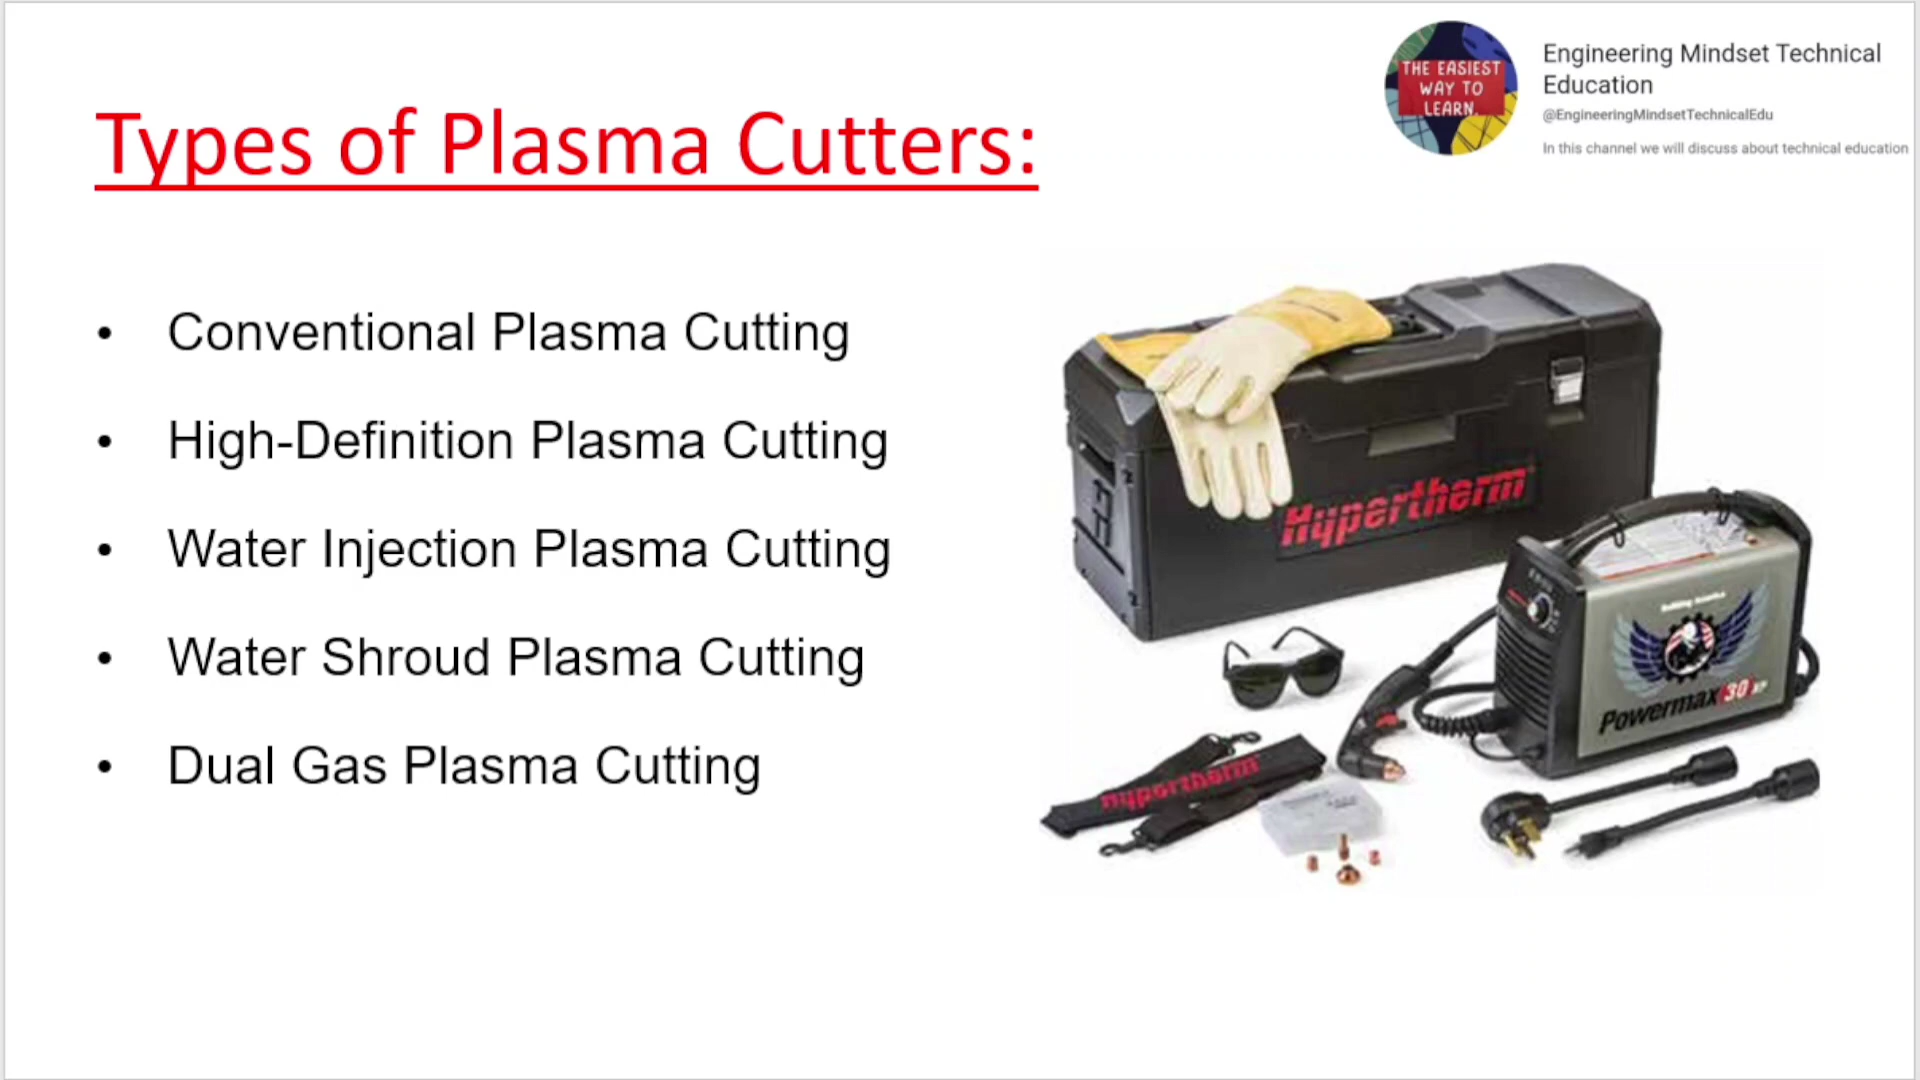 THE EASIEST
WAY TO
LEARN.
Engineering Mindset Technical
Education
@EngineeringMindsetTechnicalEdu
In this channel we will discuss about technical education
Types of Plasma Cutters:
• Conventional Plasma Cutting
• High-Definition Plasma Cutting
• Water Injection Plasma Cutting
• Water Shroud Plasma Cutting
• Dual Gas Plasma Cutting
Hypertherm
Powermax 30 XP
Hypertherm